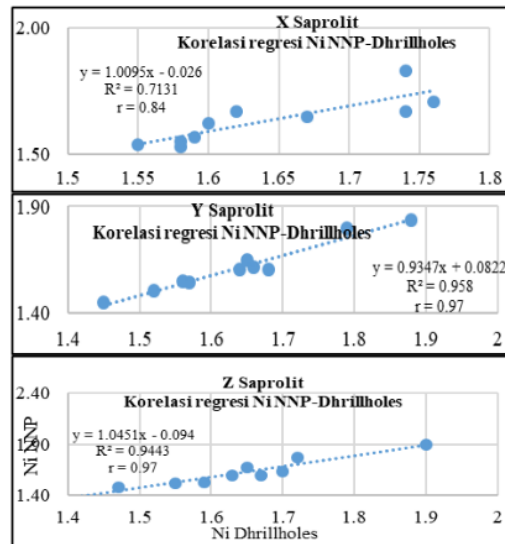 X Saprolit
Korelasi regresi Ni NNP-Dhrillholes
y = 1.0095x - 0.026
R² = 0.7131
r = 0.84
2.00
1.50
1.5 1.55 1.6 1.65 1.7 1.75 1.8
Y Saprolit
Korelasi regresi Ni NNP-Dhrillholes
y = 0.9347x + 0.0822
R² = 0.958
r = 0.97
1.90
1.40
1.4 1.5 1.6 1.7 1.8 1.9 2
Z Saprolit
Korelasi regresi Ni NNP-Dhrillholes
y = 1.0451x - 0.094
R² = 0.9443
r = 0.97
2.40
1.90
1.40
Ni NNP
1.4 1.5 1.6 1.7 1.8 1.9 2
Ni Dhrillholes